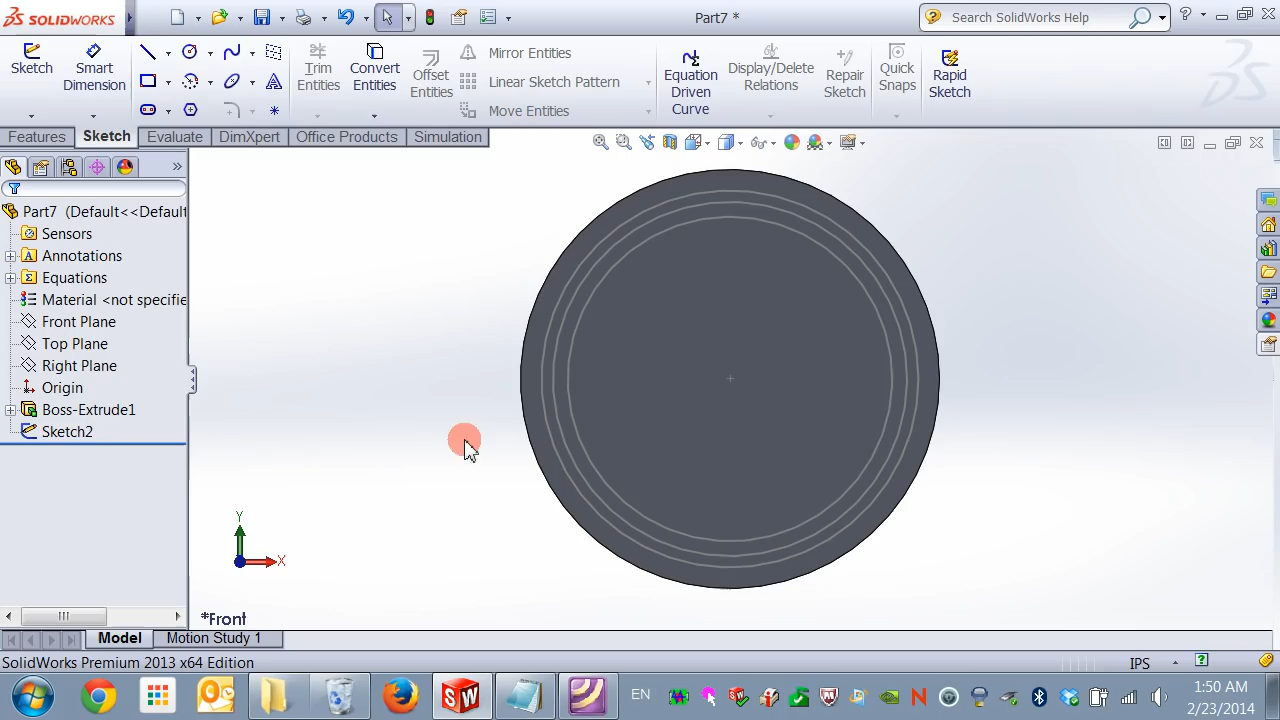 SOLIDWORKS
Part7 *
Search SolidWorks Help
Sketch
Smart Dimension
Trim Entities
Convert Entities
Offset Entities
Mirror Entities
Linear Sketch Pattern
Move Entities
Equation Driven Curve
Display/Delete Relations
Repair Sketch
Quick Snaps
Rapid Sketch
Features
Sketch
Evaluate
DimXpert
Office Products
Simulation
Part7 (Default<<Default
Sensors
Annotations
Equations
Material <not specifie
Front Plane
Top Plane
Right Plane
Origin
Boss-Extrude1
Sketch2
Y
X
*Front
Model
Motion Study 1
SolidWorks Premium 2013 x64 Edition
IPS
EN
1:50 AM
2/23/2014